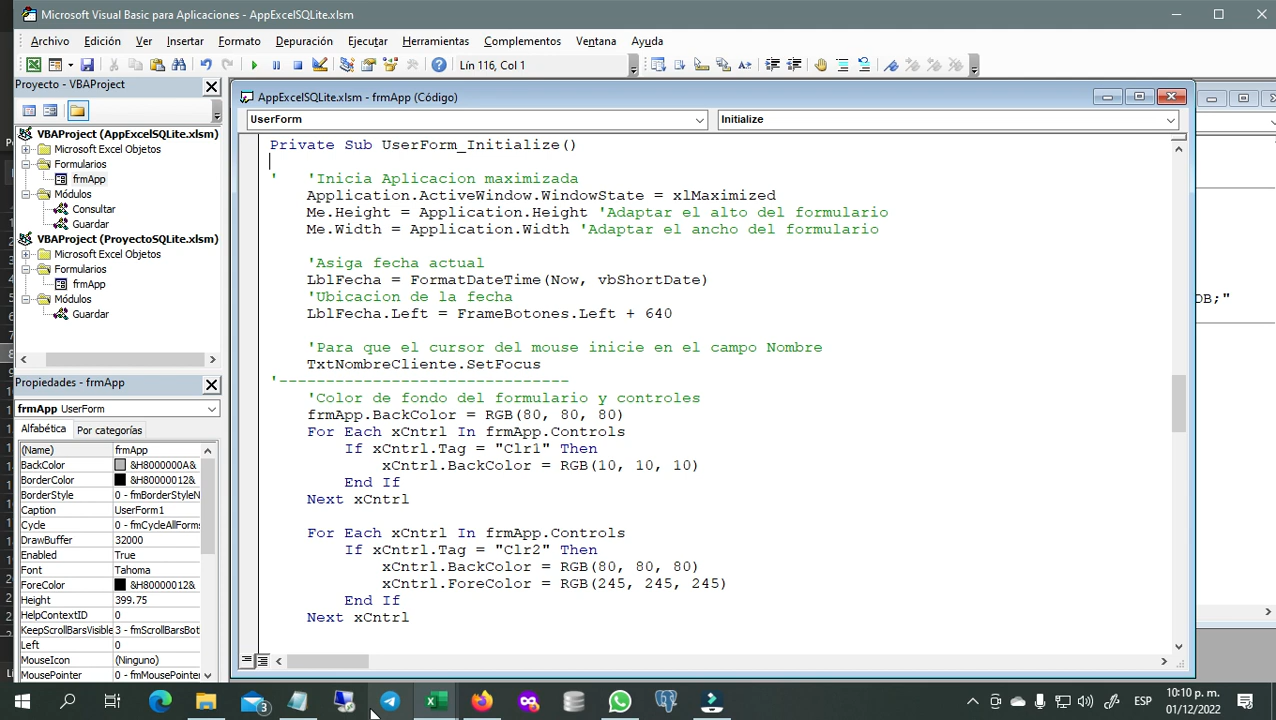 Microsoft Visual Basic para Aplicaciones - AppExcelSQLite.xlsm
Archivo Edición Ver Insertar Formato Depuración Ejecutar Herramientas Complementos Ventana Ayuda
Lín 116, Col 1
Proyecto - VBAProject
VBAProject (AppExcelSQLite.xlsm)
Microsoft Excel Objetos
Formularios
frmApp
Módulos
Consultar
Guardar
VBAProject (ProyectoSQLite.xlsm)
Microsoft Excel Objetos
Formularios
frmApp
Módulos
Guardar
Propiedades - frmApp
frmApp UserForm
Alfabética Por categorías
(Name) frmApp
BackColor &H8000000A&
BorderColor &H80000012&
BorderStyle 0 - fmBorderStyleN
Caption UserForm1
Cycle 0 - fmCycleAllForms
DrawBuffer 32000
Enabled True
Font Tahoma
ForeColor &H80000012&
Height 399.75
HelpContextID 0
KeepScrollBarsVisible 3 - fmScrollBarsBot
Left 0
MouseIcon (Ninguno)
MousePointer 0 - fmMousePointer
AppExcelSQLite.xlsm - frmApp (Código)
UserForm Initialize
Private Sub UserForm_Initialize()
' 'Inicia Aplicacion maximizada
Application.ActiveWindow.WindowState = xlMaximized
Me.Height = Application.Height 'Adaptar el alto del formulario
Me.Width = Application.Width 'Adaptar el ancho del formulario
'Asiga fecha actual
LblFecha = FormatDateTime(Now, vbShortDate)
'Ubicacion de la fecha
LblFecha.Left = FrameBotones.Left + 640
'Para que el cursor del mouse inicie en el campo Nombre
TxtNombreCliente.SetFocus
'-------------------------------
'Color de fondo del formulario y controles
frmApp.BackColor = RGB(80, 80, 80)
For Each xCntrl In frmApp.Controls
If xCntrl.Tag = "Clr1" Then
xCntrl.BackColor = RGB(10, 10, 10)
End If
Next xCntrl
For Each xCntrl In frmApp.Controls
If xCntrl.Tag = "Clr2" Then
xCntrl.BackColor = RGB(80, 80, 80)
xCntrl.ForeColor = RGB(245, 245, 245)
End If
Next xCntrl
DB;"
3
ESP
10:10 p. m.
01/12/2022